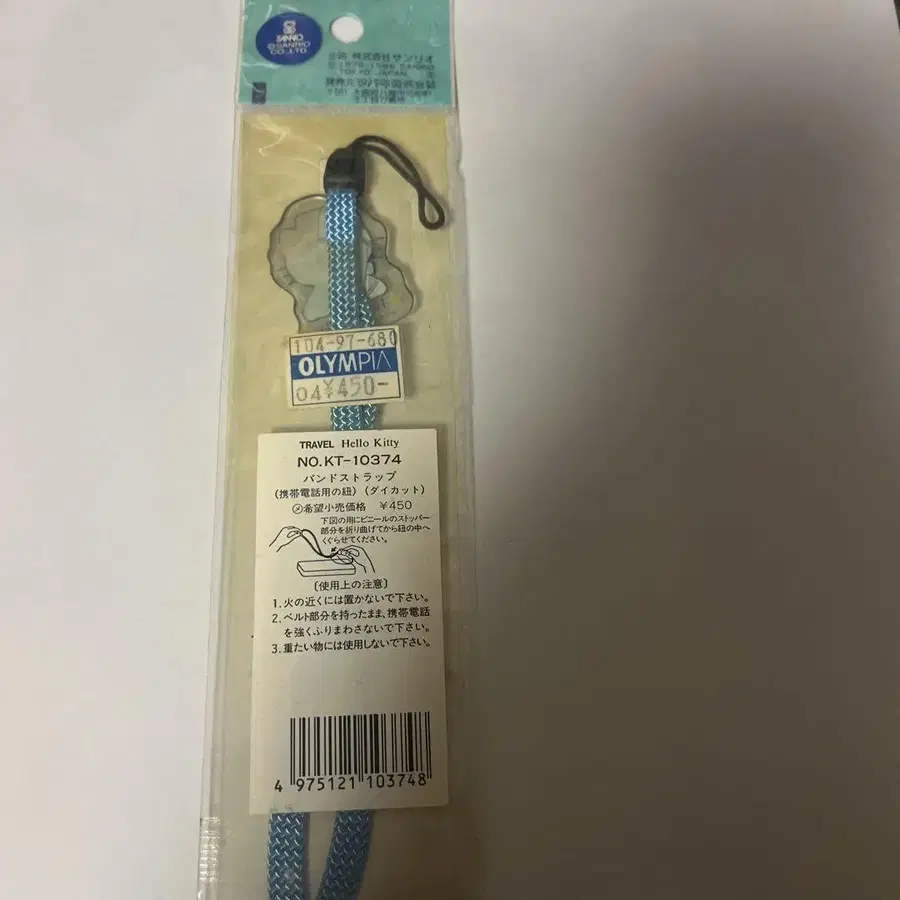 SANRIO
©SANRIO
CO.,LTD.
株式会社サンリオ
TOKYO JAPAN
104-97-680
OLYMPIA
04¥450-
TRAVEL Hello Kitty
NO.KT-10374
バンドストラップ
(携帯電話用の紐)(ダイカット)
㋱希望小売価格 ¥450
下図の用にビニールのストッパー
部分を折り曲げてから紐の中へ
くぐらせてください。
〔使用上の注意〕
1.火の近くには置かないで下さい。
2.ベルト部分を持ったまま、携帯電話
を強くふりまわさないで下さい。
3.重たい物には使用しないで下さい。
4 975121 103748